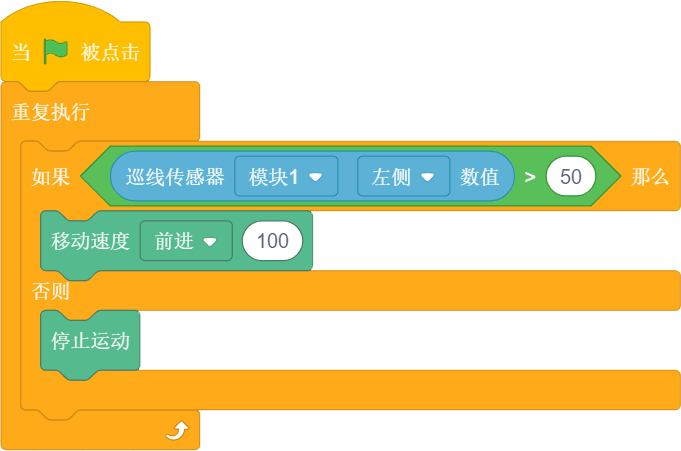 当 被点击
重复执行
如果 巡线传感器 模块1 左侧 数值 > 50 那么
移动速度 前进 100
否则
停止运动